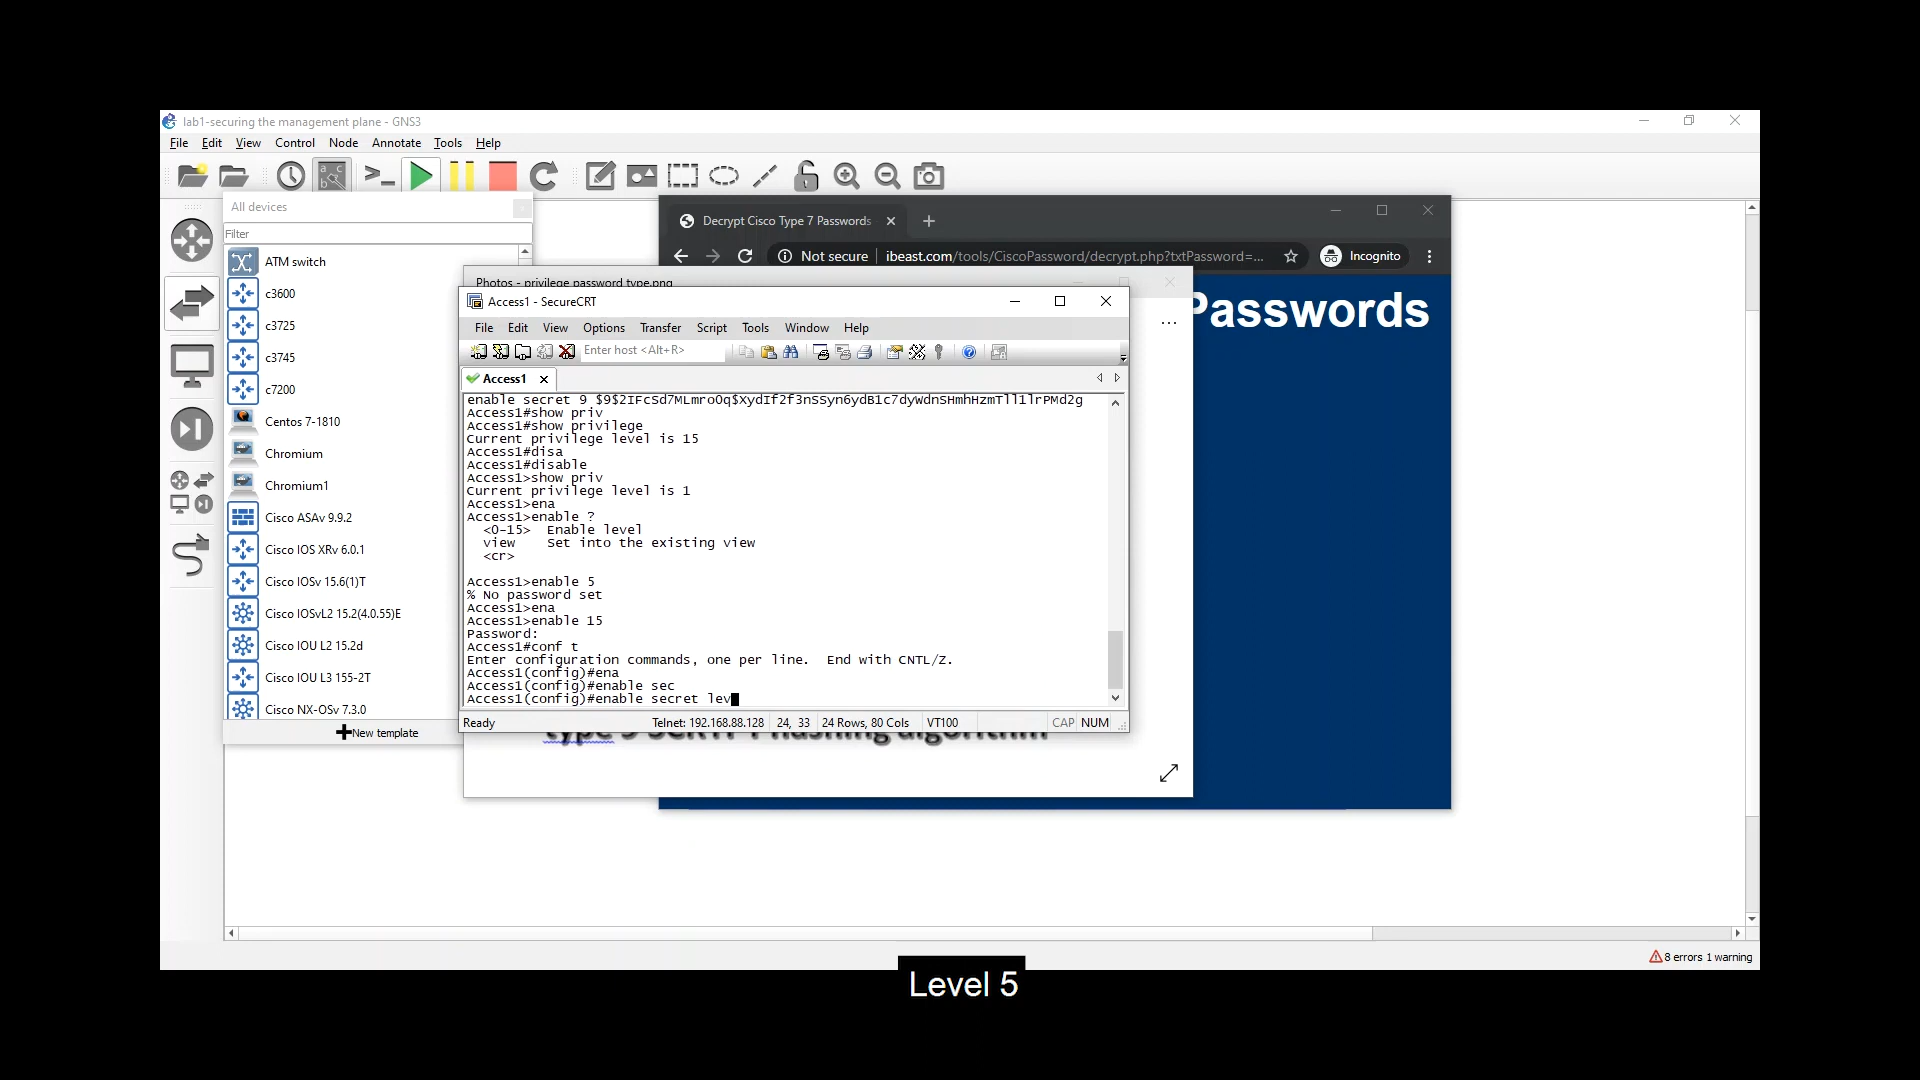 lab1-securing the management plane - GNS3
File Edit View Control Node Annotate Tools Help
All devices
Filter
ATM switch
c3600
c3725
c3745
c7200
Centos 7-1810
Chromium
Chromium1
Cisco ASAv 9.9.2
Cisco IOS XRv 6.0.1
Cisco IOSv 15.6(1)T
Cisco IOSvL2 15.2(4.0.55)E
Cisco IOU L2 15.2d
Cisco IOU L3 155-2T
Cisco NX-OSv 7.3.0
New template
Decrypt Cisco Type 7 Passwords
Not secure ibeast.com/tools/CiscoPassword/decrypt.php?txtPassword=...
Incognito
Passwords
Photos - privilege password type.png
Access1 - SecureCRT
File Edit View Options Transfer Script Tools Window Help
Enter host <Alt+R>
Access1
enable secret 9 $9$2IFcSd7MLmroOq$XydIf2f3nSSyn6ydB1c7dyWdnSHmhHzmTll1lrPMd2g
Access1#show priv
Access1#show privilege
Current privilege level is 15
Access1#disa
Access1#disable
Access1>show priv
Current privilege level is 1
Access1>ena
Access1>enable ?
<0-15> Enable level
view Set into the existing view
<cr>
Access1>enable 5
% No password set
Access1>ena
Access1>enable 15
Password:
Access1#conf t
Enter configuration commands, one per line. End with CNTL/Z.
Access1(config)#ena
Access1(config)#enable sec
Access1(config)#enable secret lev
Ready Telnet: 192.168.88.128 24, 33 24 Rows, 80 Cols VT100 CAP NUM
type 9 SCRYPT hashing algorithm
8 errors 1 warning
Level 5